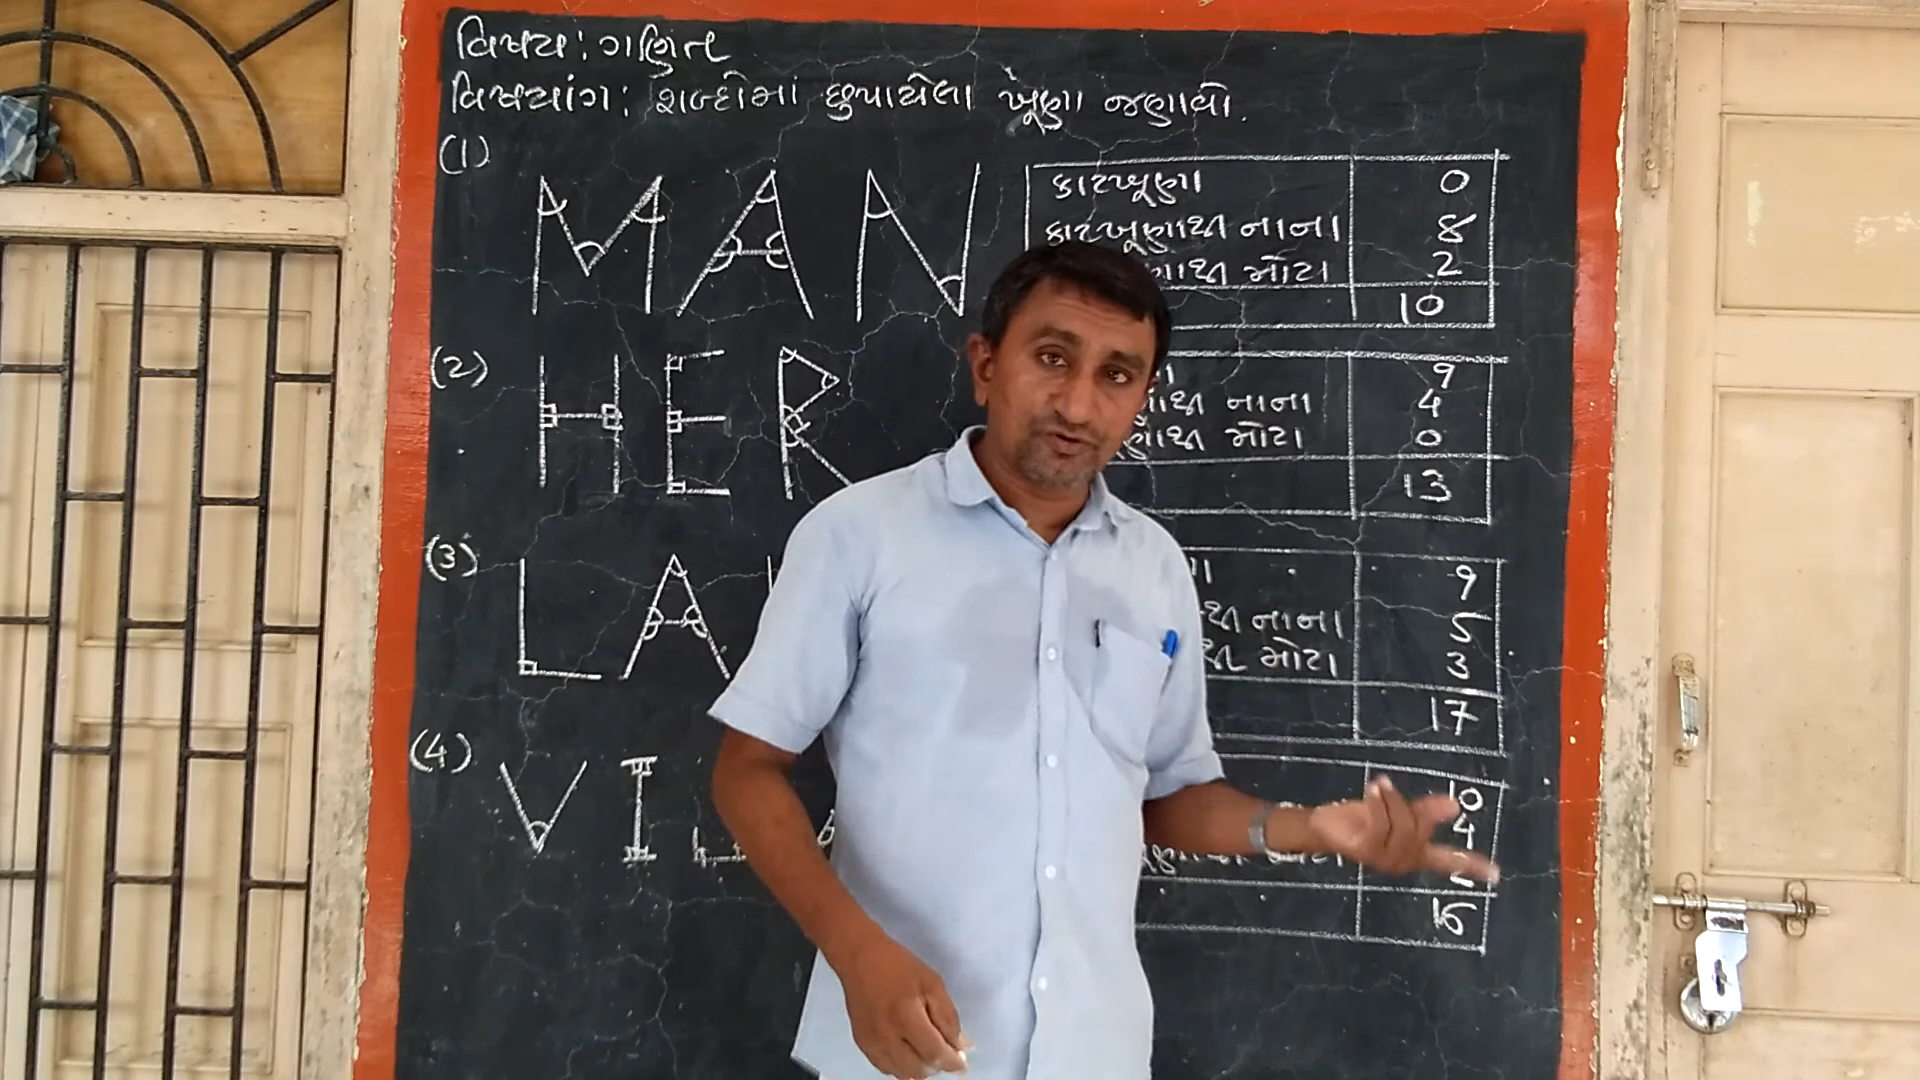 વિષય: ગણિત
વિષયાંગ: શબ્દોમાં છુપાયેલા ખૂણા જણાવો.
(1)
MAN
કાટખૂણા 0
કાટખૂણાથી નાના 8
મોટા 2
10
(2)
HER
9
નાના 4
મોટા 0
13
(3)
LA
9
નાના 5
મોટા 3
17
(4)
VIL
10
4
16